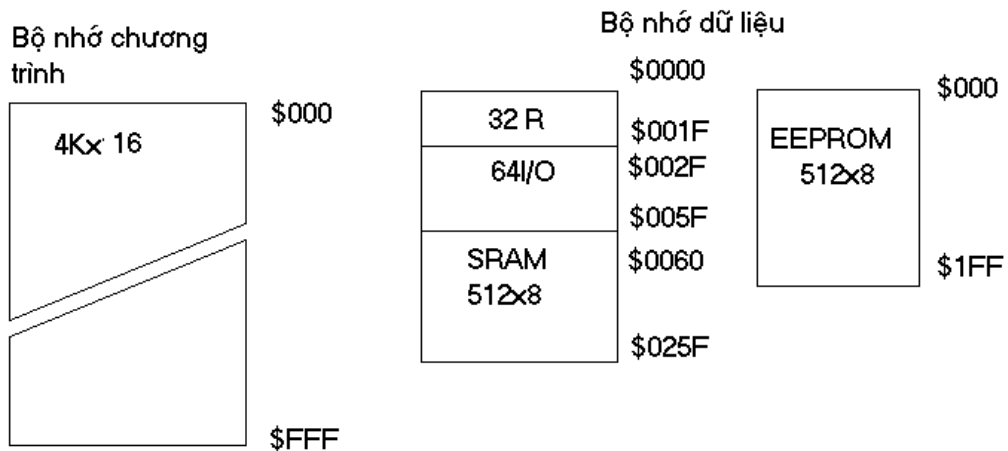 Bộ nhớ chương
trình
$000
4Kx 16
$FFF
Bộ nhớ dữ liệu
$0000
32 R
$001F
64I/O
$002F
$005F
SRAM
512x8
$0060
$025F
$000
EEPROM
512x8
$1FF